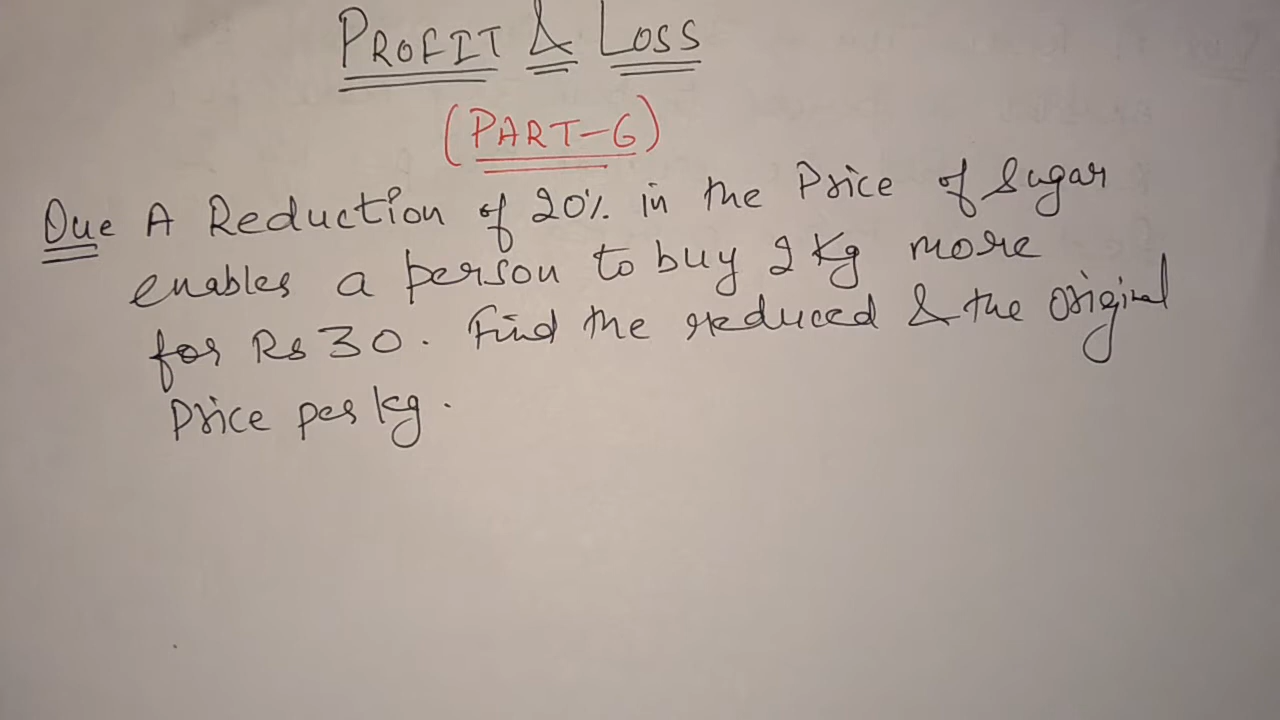 PROFIT & LOSS
(PART-6)
Que A Reduction of 20% in the Price of Sugar
enables a person to buy 2 Kg more
for Rs 30. Find the reduced & the original
Price per kg.